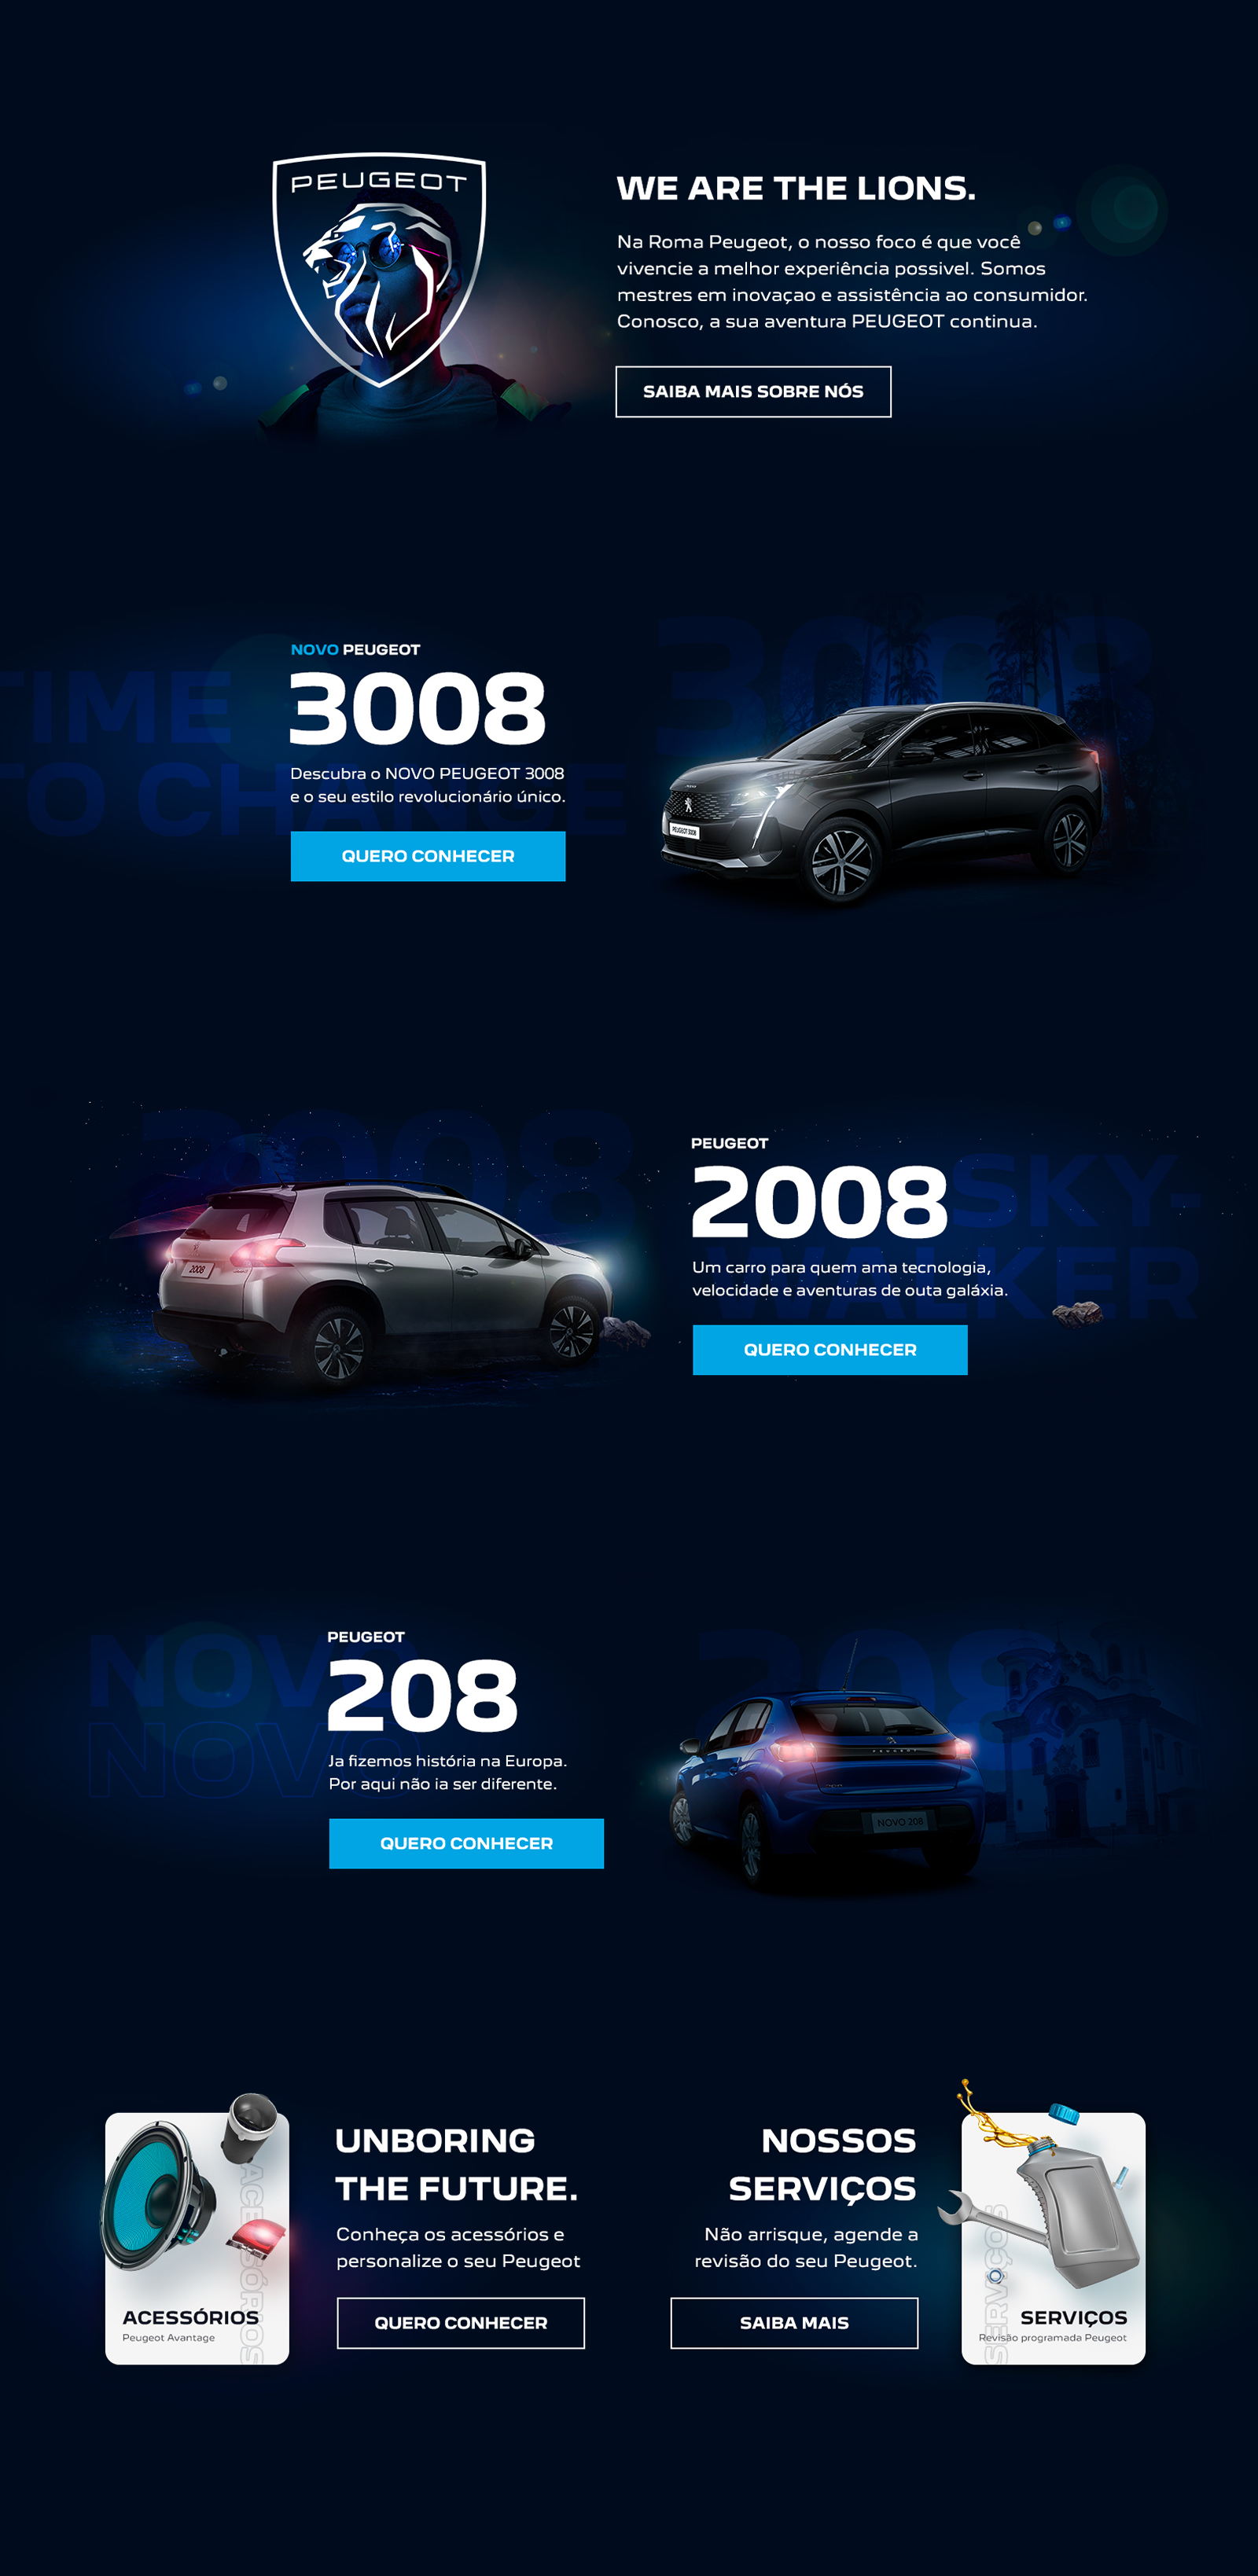 PEUGEOT
WE ARE THE LIONS.
Na Roma Peugeot, o nosso foco é que você
vivencie a melhor experiência possivel. Somos
mestres em inovaçao e assistência ao consumidor.
Conosco, a sua aventura PEUGEOT continua.
SAIBA MAIS SOBRE NÓS
TIME
TO CHANGE
NOVO PEUGEOT
3008
Descubra o NOVO PEUGEOT 3008
e o seu estilo revolucionário único.
QUERO CONHECER
3008
PEUGEOT 3008
2008
2008
PEUGEOT
2008
SKY-
WALKER
Um carro para quem ama tecnologia,
velocidade e aventuras de outa galáxia.
QUERO CONHECER
NOVO
NOVO
PEUGEOT
208
Ja fizemos história na Europa.
Por aqui não ia ser diferente.
QUERO CONHECER
208
PEUGEOT
NOVO 208
ACESSÓRIOS
ACESSÓRIOS
Peugeot Avantage
UNBORING
THE FUTURE.
Conheça os acessórios e
personalize o seu Peugeot
QUERO CONHECER
NOSSOS
SERVIÇOS
Não arrisque, agende a
revisão do seu Peugeot.
SAIBA MAIS
SERVIÇOS
SERVIÇOS
Revisão programada Peugeot